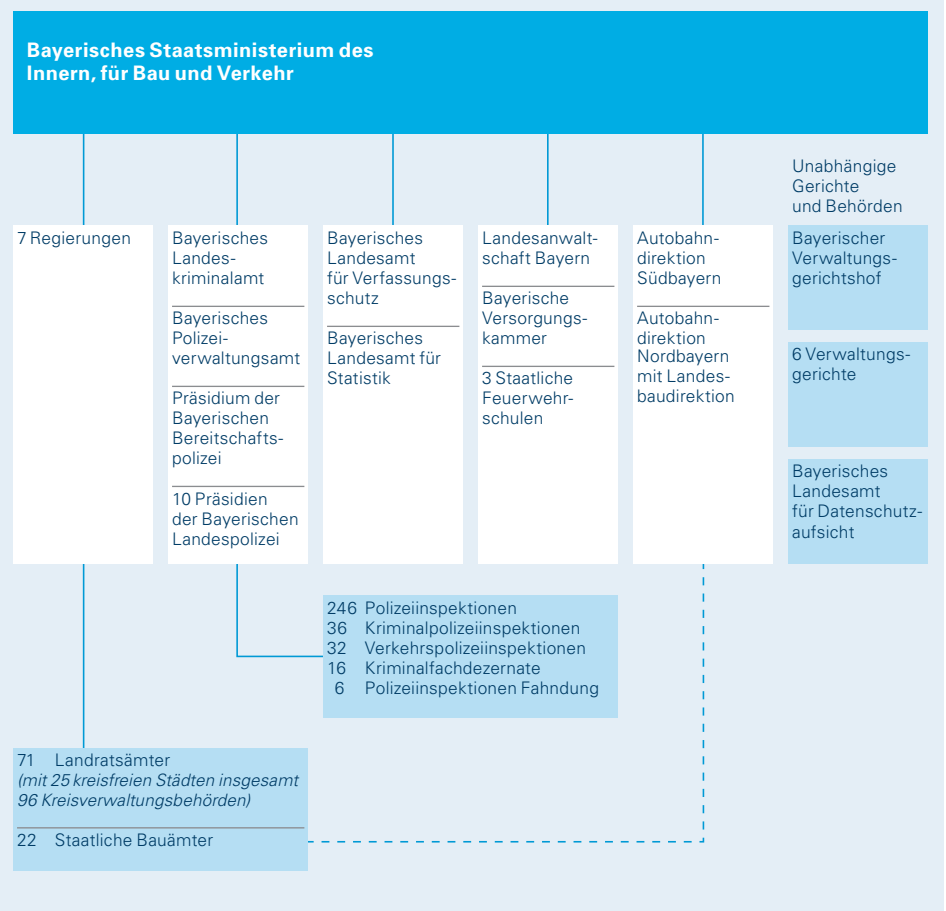 Bayerisches Staatsministerium des
Innern, für Bau und Verkehr
7 Regierungen
Bayerisches
Landes-
kriminalamt
Bayerisches
Polizei-
verwaltungsamt
Präsidium der
Bayerischen
Bereitschafts-
polizei
10 Präsidien
der Bayerischen
Landespolizei
Bayerisches
Landesamt
für Verfassungs-
schutz
Bayerisches
Landesamt für
Statistik
Landesanwalt-
schaft Bayern
Bayerische
Versorgungs-
kammer
3 Staatliche
Feuerwehr-
schulen
Autobahn-
direktion
Südbayern
Autobahn-
direktion
Nordbayern
mit Landes-
baudirektion
Unabhängige
Gerichte
und Behörden
Bayerischer
Verwaltungs-
gerichtshof
6 Verwaltungs-
gerichte
Bayerisches
Landesamt
für Datenschutz-
aufsicht
246 Polizeiinspektionen
36 Kriminalpolizeiinspektionen
32 Verkehrspolizeiinspektionen
16 Kriminalfachdezernate
6 Polizeiinspektionen Fahndung
71 Landratsämter
(mit 25 kreisfreien Städten insgesamt
96 Kreisverwaltungsbehörden)
22 Staatliche Bauämter